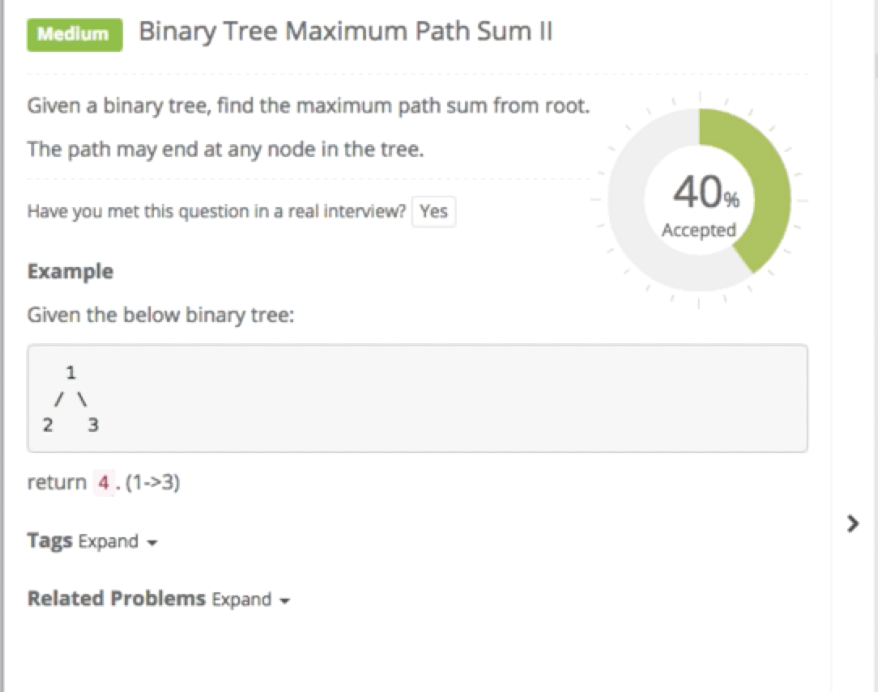 Medium Binary Tree Maximum Path Sum II
Given a binary tree, find the maximum path sum from root.
The path may end at any node in the tree.
40%
Accepted
Have you met this question in a real interview? Yes
Example
Given the below binary tree:
1
/ \
2 3
return 4 . (1->3)
Tags Expand
Related Problems Expand